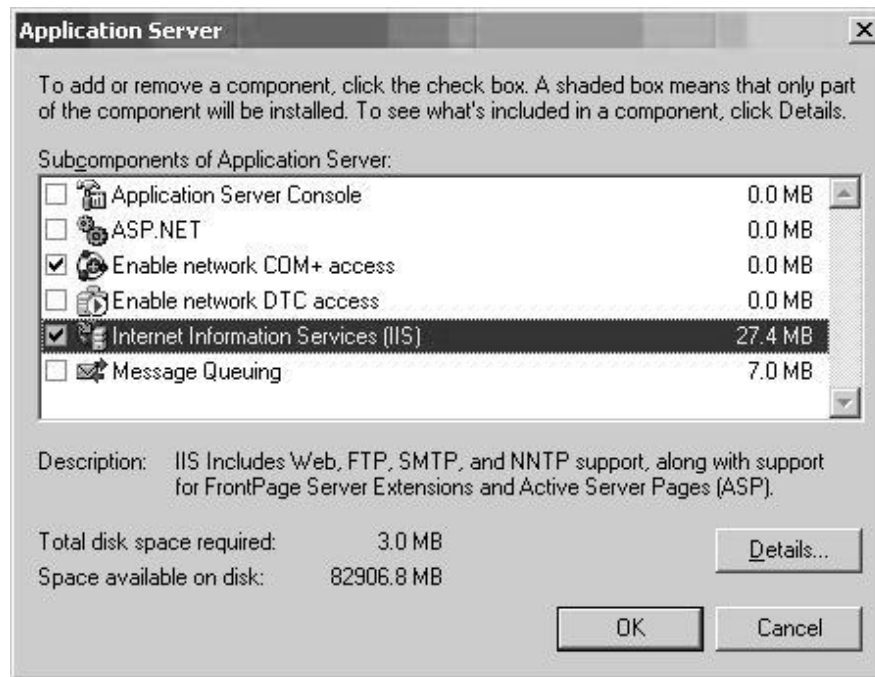 Application Server
To add or remove a component, click the check box. A shaded box means that only part
of the component will be installed. To see what's included in a component, click Details.
Subcomponents of Application Server:
Application Server Console 0.0 MB
ASP.NET 0.0 MB
Enable network COM+ access 0.0 MB
Enable network DTC access 0.0 MB
Internet Information Services (IIS) 27.4 MB
Message Queuing 7.0 MB
Description: IIS Includes Web, FTP, SMTP, and NNTP support, along with support
for FrontPage Server Extensions and Active Server Pages (ASP).
Total disk space required: 3.0 MB
Space available on disk: 82906.8 MB
Details...
OK Cancel